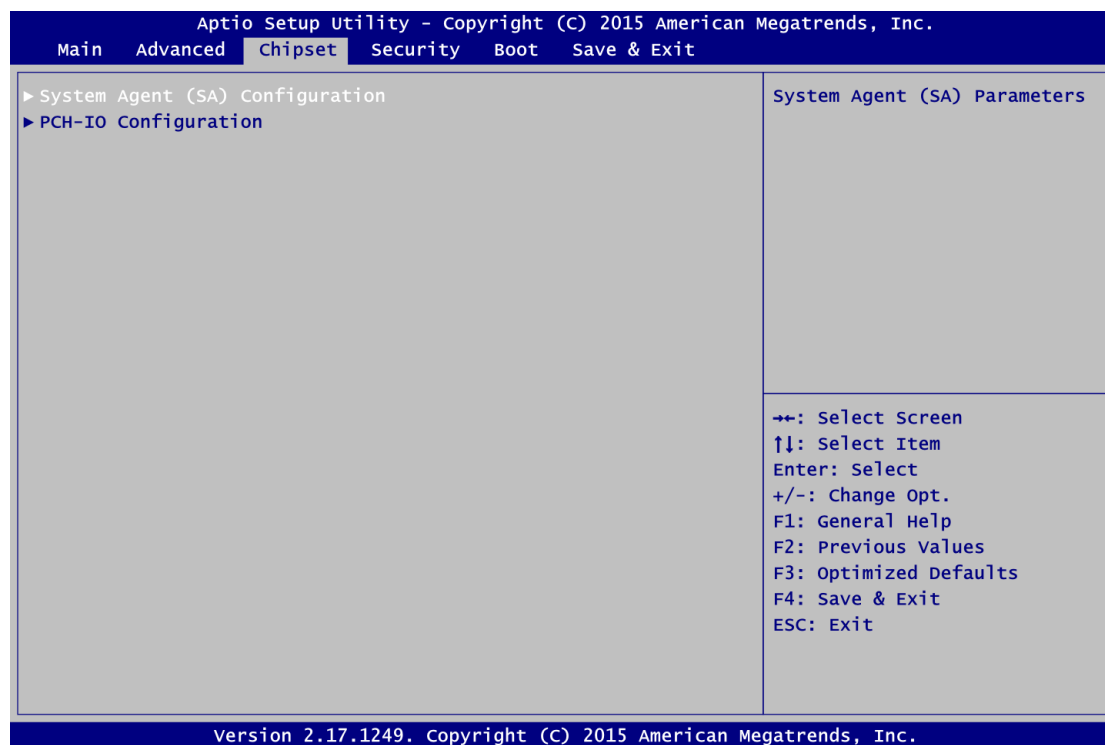 Aptio Setup Utility - Copyright (C) 2015 American Megatrends, Inc.
Main Advanced Chipset Security Boot Save & Exit
►System Agent (SA) Configuration
►PCH-IO Configuration
System Agent (SA) Parameters
→←: Select Screen
↑↓: Select Item
Enter: Select
+/-: Change Opt.
F1: General Help
F2: Previous Values
F3: Optimized Defaults
F4: Save & Exit
ESC: Exit
Version 2.17.1249. Copyright (C) 2015 American Megatrends, Inc.